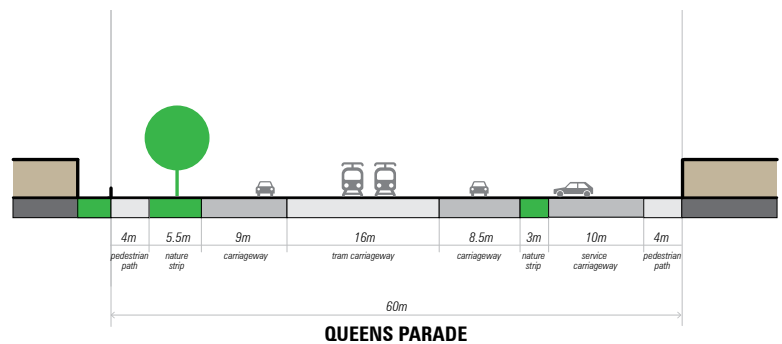 4m 5.5m 9m 16m 8.5m 3m 10m 4m
pedestrian nature carriageway tram carriageway carriageway nature service pedestrian
path strip strip carriageway path
60m
QUEENS PARADE